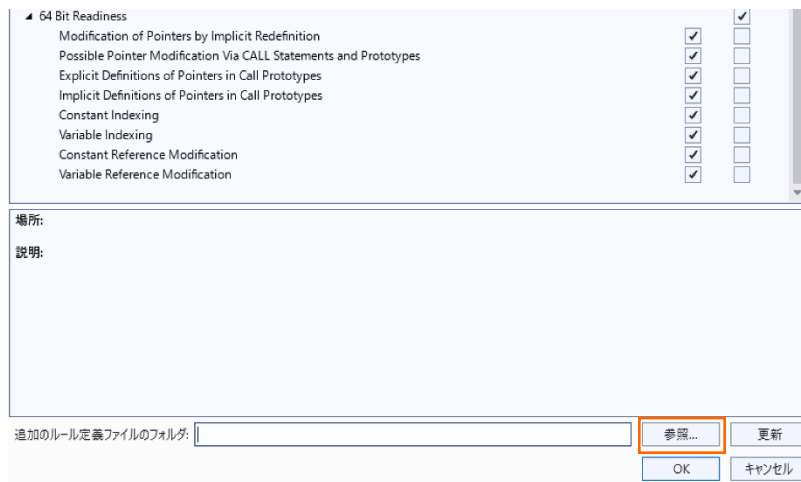 64 Bit Readiness
Modification of Pointers by Implicit Redefinition
Possible Pointer Modification Via CALL Statements and Prototypes
Explicit Definitions of Pointers in Call Prototypes
Implicit Definitions of Pointers in Call Prototypes
Constant Indexing
Variable Indexing
Constant Reference Modification
Variable Reference Modification
場所:
説明:
追加のルール定義ファイルのフォルダ: 参照... 更新
OK キャンセル